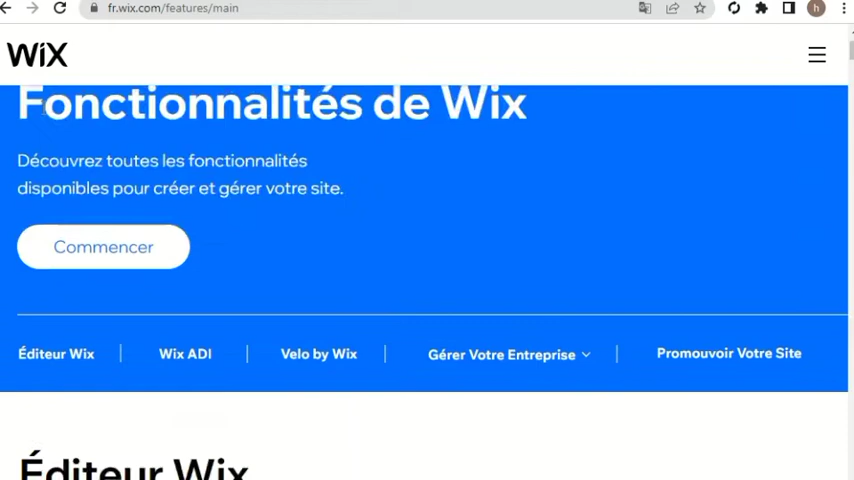 fr.wix.com/features/main
h
WiX
Fonctionnalités de Wix
Découvrez toutes les fonctionnalités
disponibles pour créer et gérer votre site.
Commencer
Éditeur Wix | Wix ADI | Velo by Wix | Gérer Votre Entreprise | Promouvoir Votre Site
Éditeur Wix